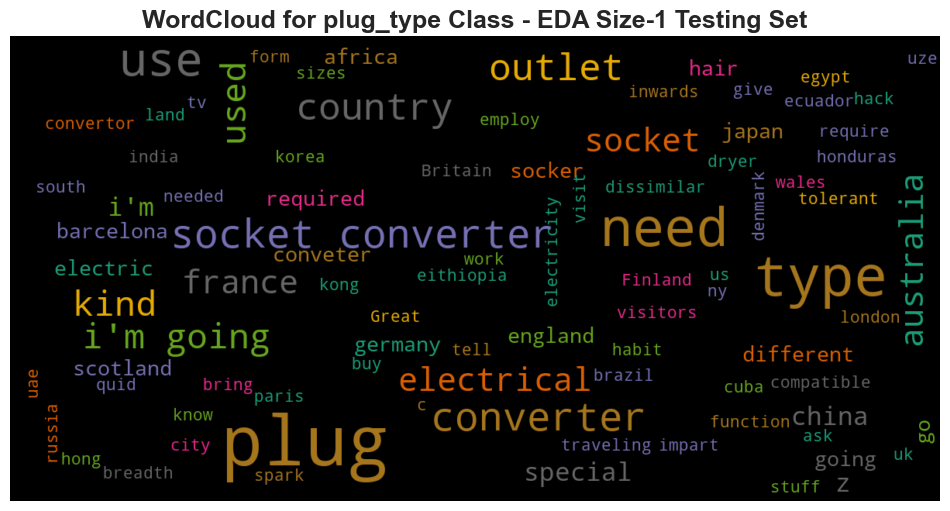 WordCloud for plug_type Class - EDA Size-1 Testing Set
use
used
form
africa
sizes
outlet
hair
egypt
uze
inwards
give
ecuador
hack
tv
land
convertor
country
employ
socket
japan
require
india
korea
Britain
socker
dryer
honduras
south
needed
required
visit
dissimilar
denmark
wales
tolerant
australia
i'm
barcelona
socket converter
electricity
need
electric
conveter
work
eithiopia
france
kong
Finland
us
ny
type
kind
Great
visitors
london
i'm going
germany
tell
england
habit
different
scotland
quid
buy
uae
bring
paris
electrical
brazil
cuba
compatible
russia
know
c
converter
function
china
go
city
plug
traveling
impart
ask
uk
hong
breadth
spark
special
going
stuff
z